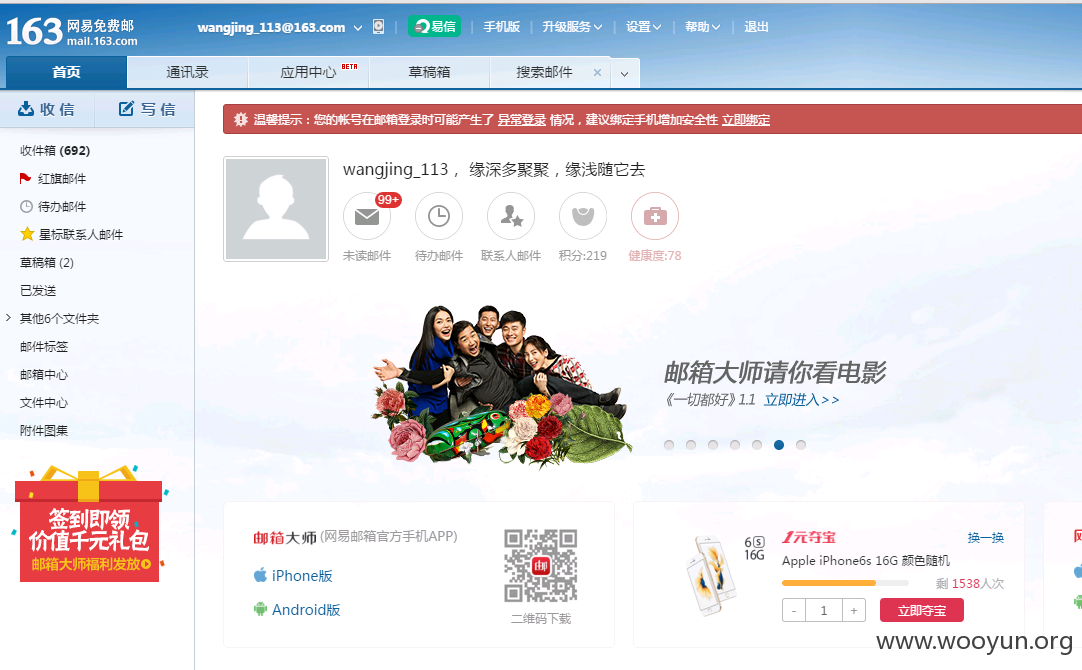 163 网易免费邮
mail.163.com
wangjing_113@163.com
易信
手机版
升级服务
设置
帮助
退出
首页
通讯录
应用中心 BETA
草稿箱
搜索邮件 ×
收信
写信
温馨提示：您的帐号在邮箱登录时可能产生了 异常登录 情况，建议绑定手机增加安全性 立即绑定
收件箱 (692)
红旗邮件
待办邮件
星标联系人邮件
草稿箱 (2)
已发送
其他6个文件夹
邮件标签
邮箱中心
文件中心
附件图集
签到即领
价值千元礼包
邮箱大师福利发放
wangjing_113，缘深多聚聚，缘浅随它去
99+
未读邮件
待办邮件
联系人邮件
积分:219
健康度:78
邮箱大师请你看电影
《一切都好》1.1 立即进入>>
邮箱大师 (网易邮箱官方手机APP)
iPhone版
Android版
邮
二维码下载
6S
16G
1元夺宝
换一换
Apple iPhone6s 16G 颜色随机
剩 1538人次
- 1 +
立即夺宝
www.wooyun.org